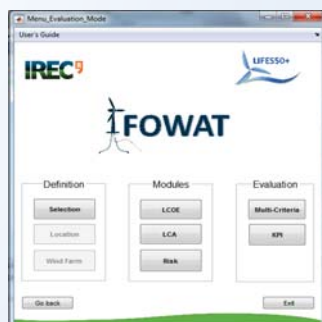 Menu_Evaluation_Mode
User's Guide
IREC9
LIFES50+
FOWAT
Definition
Modules
Evaluation
Selection
LCOE
Multi-Criteria
Location
LCA
KPI
Wind Farm
Risk
Go back
Exit